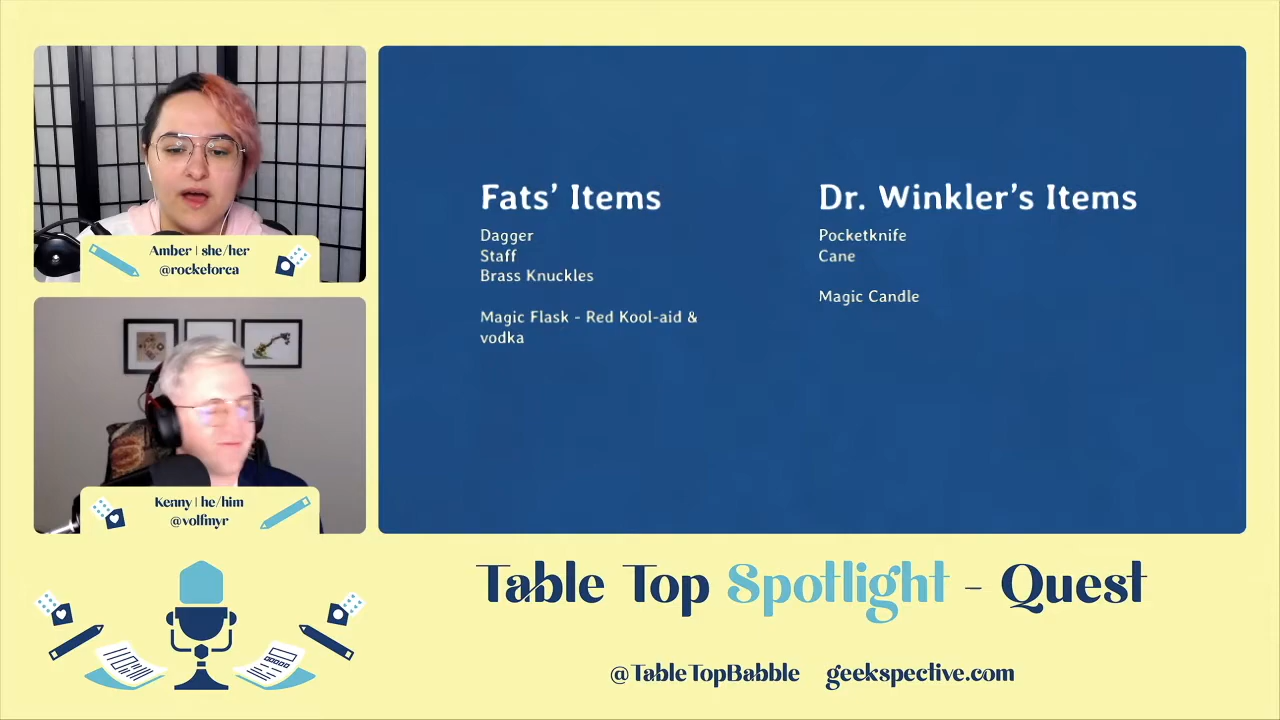 Amber | she/her
@rocketorca
Kenny | he/him
@volfmyr
Fats’ Items
Dagger
Staff
Brass Knuckles
Magic Flask - Red Kool-aid &
vodka
Dr. Winkler’s Items
Pocketknife
Cane
Magic Candle
Table Top Spotlight - Quest
@TableTopBabble geekspective.com